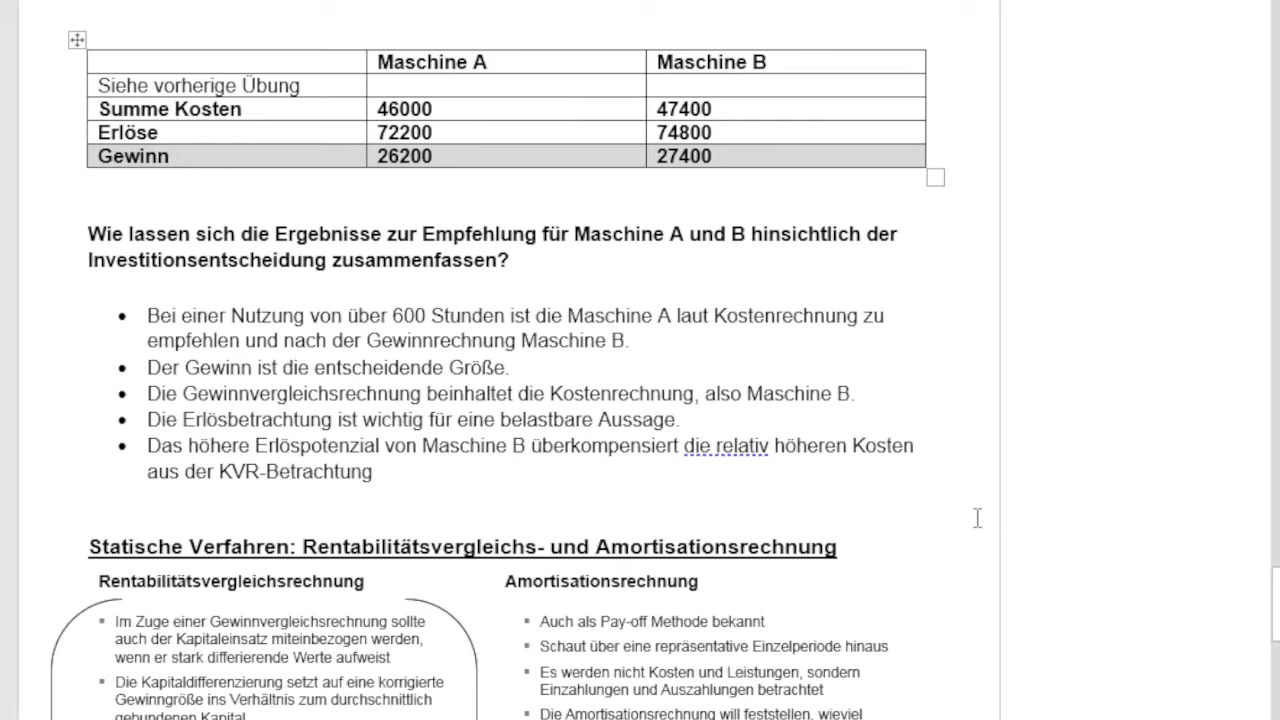 Maschine A Maschine B
Siehe vorherige Übung
Summe Kosten 46000 47400
Erlöse 72200 74800
Gewinn 26200 27400
Wie lassen sich die Ergebnisse zur Empfehlung für Maschine A und B hinsichtlich der
Investitionsentscheidung zusammenfassen?
• Bei einer Nutzung von über 600 Stunden ist die Maschine A laut Kostenrechnung zu
empfehlen und nach der Gewinnrechnung Maschine B.
• Der Gewinn ist die entscheidende Größe.
• Die Gewinnvergleichsrechnung beinhaltet die Kostenrechnung, also Maschine B.
• Die Erlösbetrachtung ist wichtig für eine belastbare Aussage.
• Das höhere Erlöspotenzial von Maschine B überkompensiert die relativ höheren Kosten
aus der KVR-Betrachtung
Statische Verfahren: Rentabilitätsvergleichs- und Amortisationsrechnung
Rentabilitätsvergleichsrechnung
▪ Im Zuge einer Gewinnvergleichsrechnung sollte
auch der Kapitaleinsatz miteinbezogen werden,
wenn er stark differierende Werte aufweist
▪ Die Kapitaldifferenzierung setzt auf eine korrigierte
Gewinngröße ins Verhältnis zum durchschnittlich
gebundenen Kapital
Amortisationsrechnung
▪ Auch als Pay-off Methode bekannt
▪ Schaut über eine repräsentative Einzelperiode hinaus
▪ Es werden nicht Kosten und Leistungen, sondern
Einzahlungen und Auszahlungen betrachtet
▪ Die Amortisationsrechnung will feststellen, wieviel